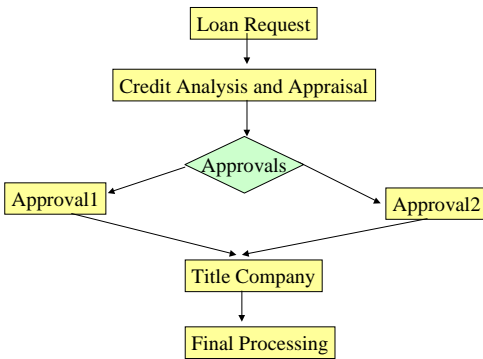 Loan Request
Credit Analysis and Appraisal
Approvals
Approval1
Approval2
Title Company
Final Processing